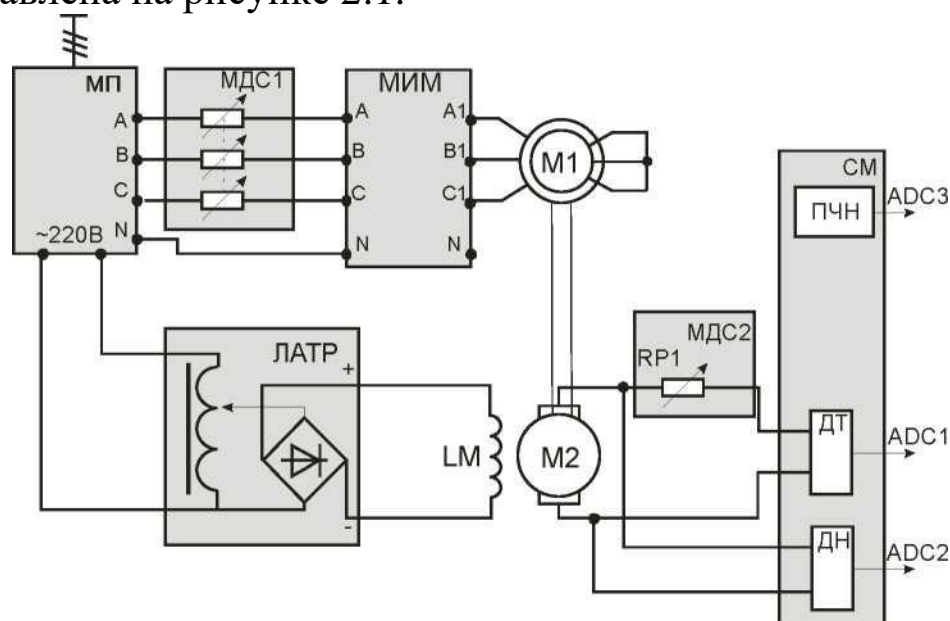 авлена на рисунке 2.1.
МП
МДС1
МИМ
A
B
C
N
~220В
A
B
C
N
A1
B1
C1
N
M1
СМ
ПЧН
ADC3
ЛАТР
+
-
LM
M2
МДС2
RP1
ДТ
ADC1
ДН
ADC2